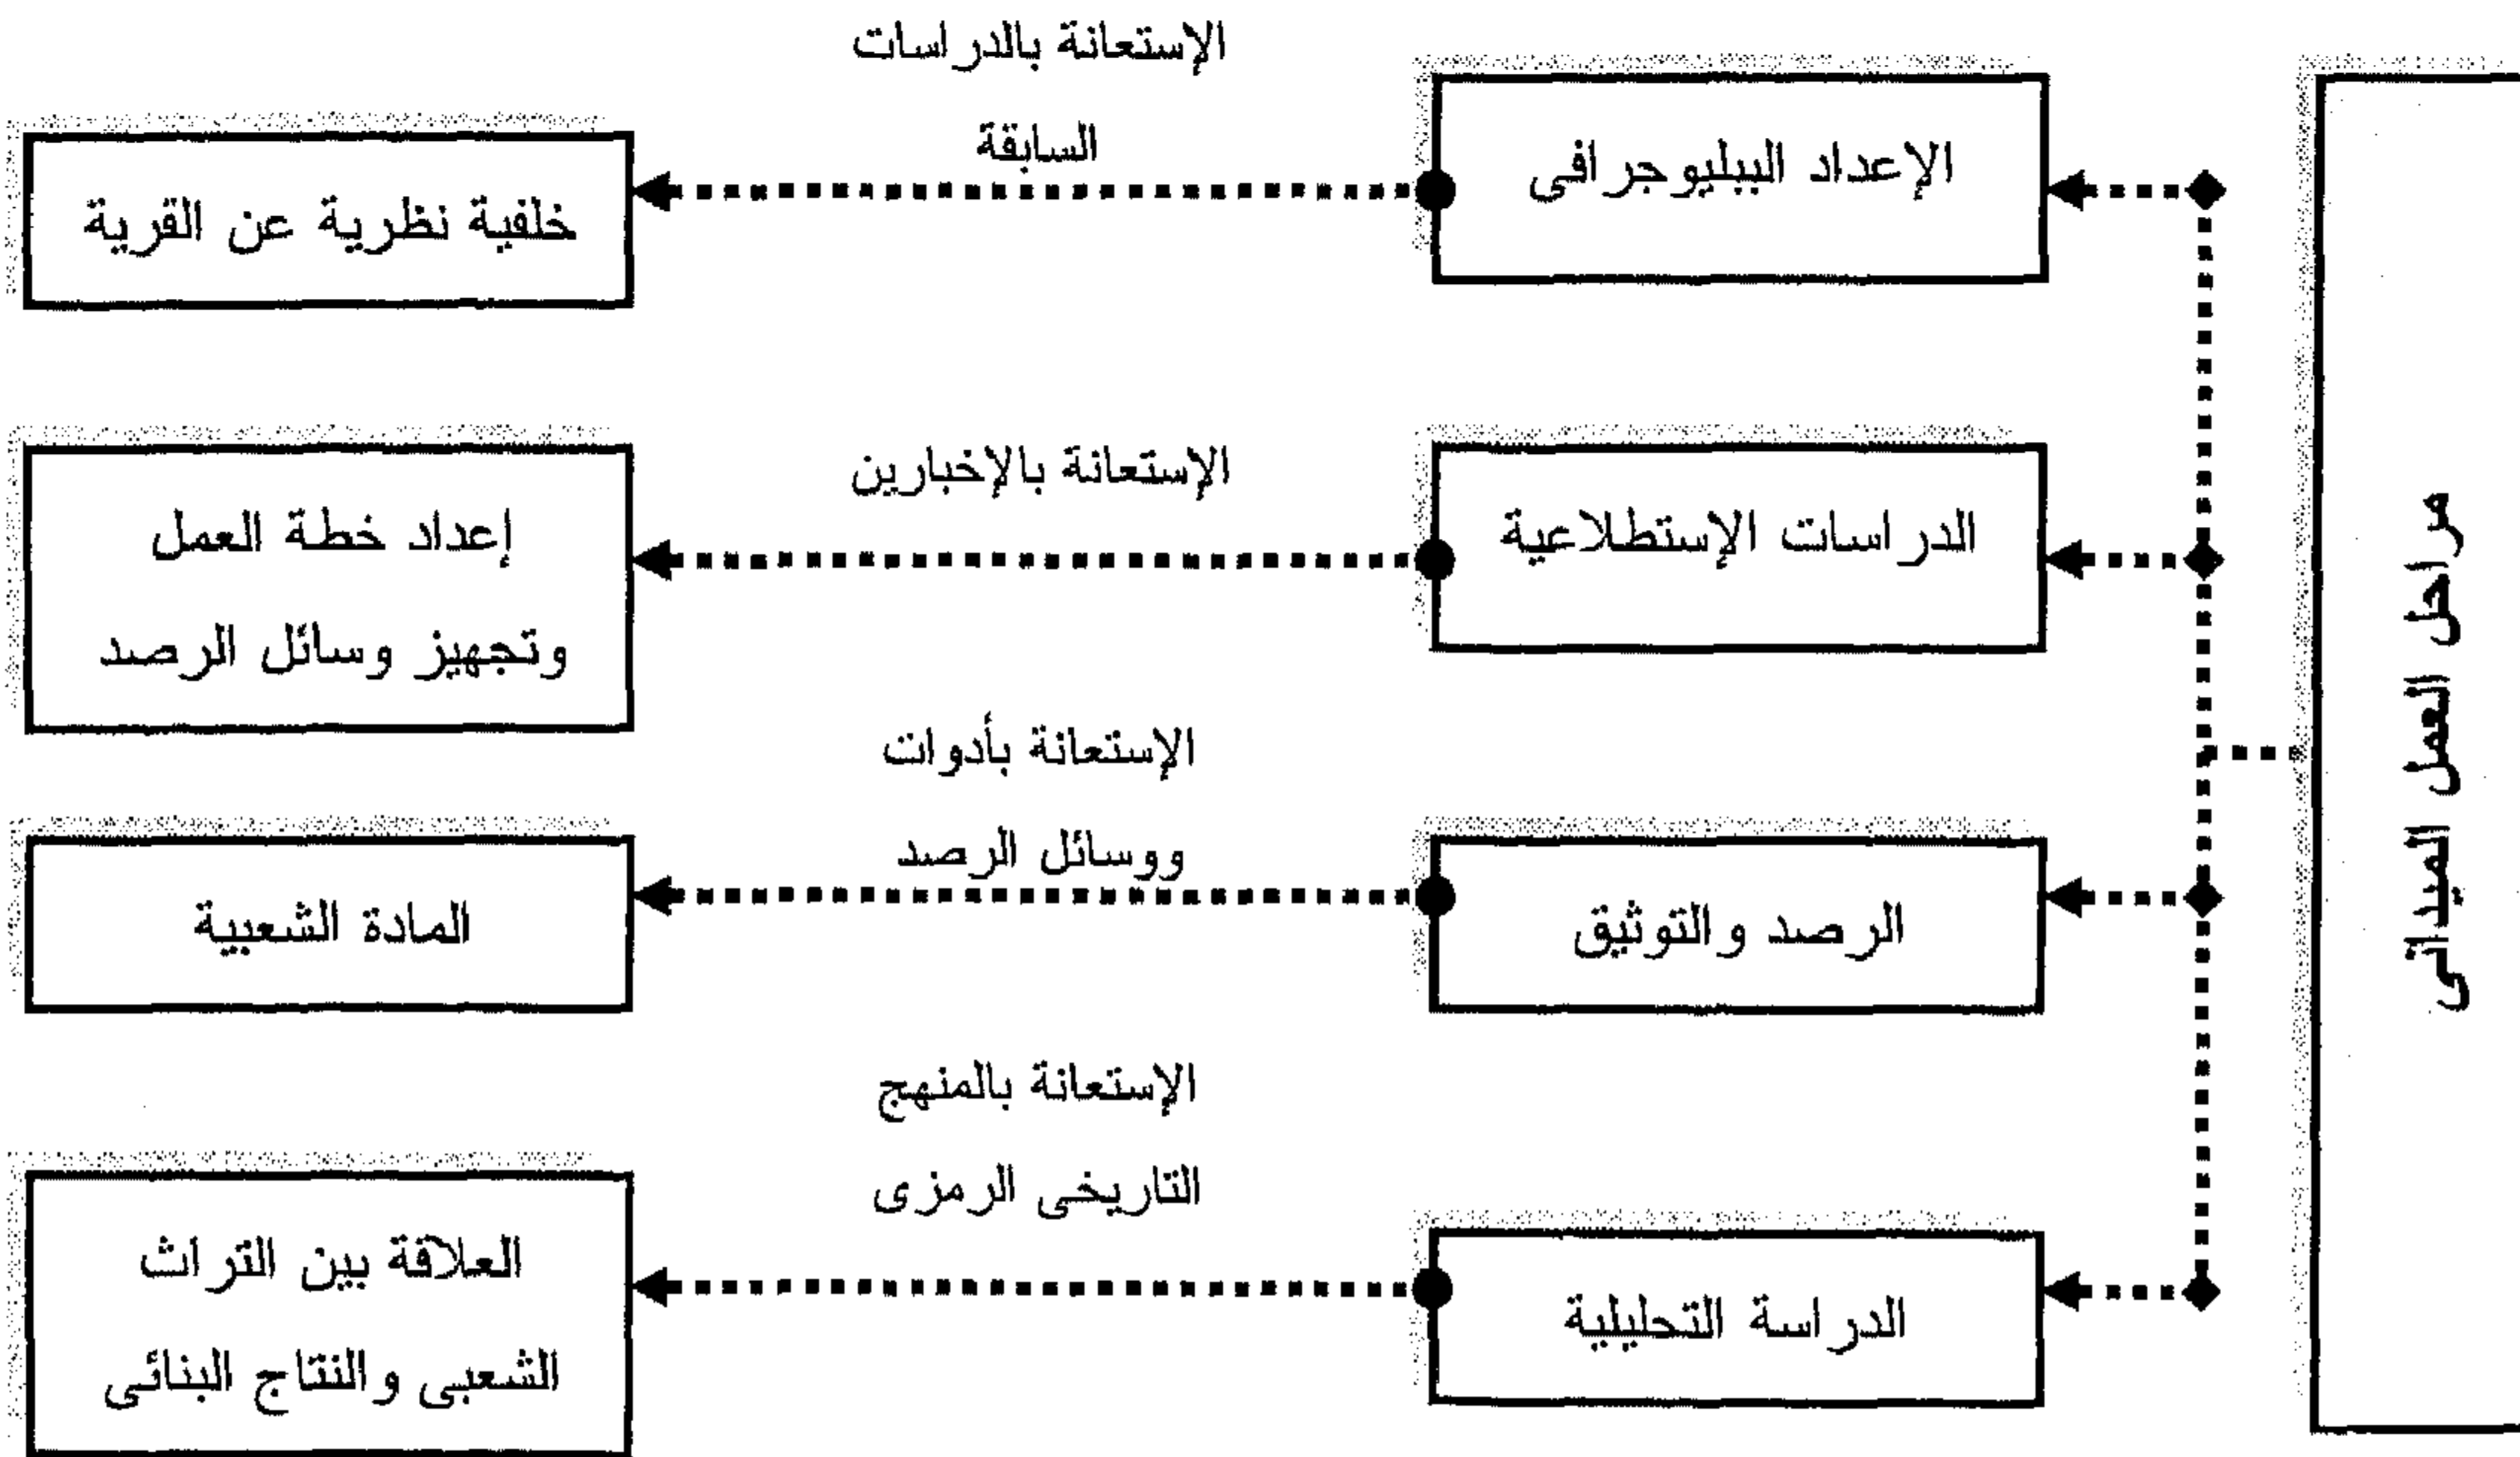 مراحل العمل الميدانى
الإعداد الببليوجرافى
الإستعانة بالدراسات
السابقة
خلفية نظرية عن القرية
الدراسات الإستطلاعية
الإستعانة بالإخبارين
إعداد خطة العمل
وتجهيز وسائل الرصد
الرصد والتوثيق
الإستعانة بأدوات
ووسائل الرصد
المادة الشعبية
الدراسة التحليلية
الإستعانة بالمنهج
التاريخى الرمزى
العلاقة بين التراث
الشعبى والنتاج البنائى